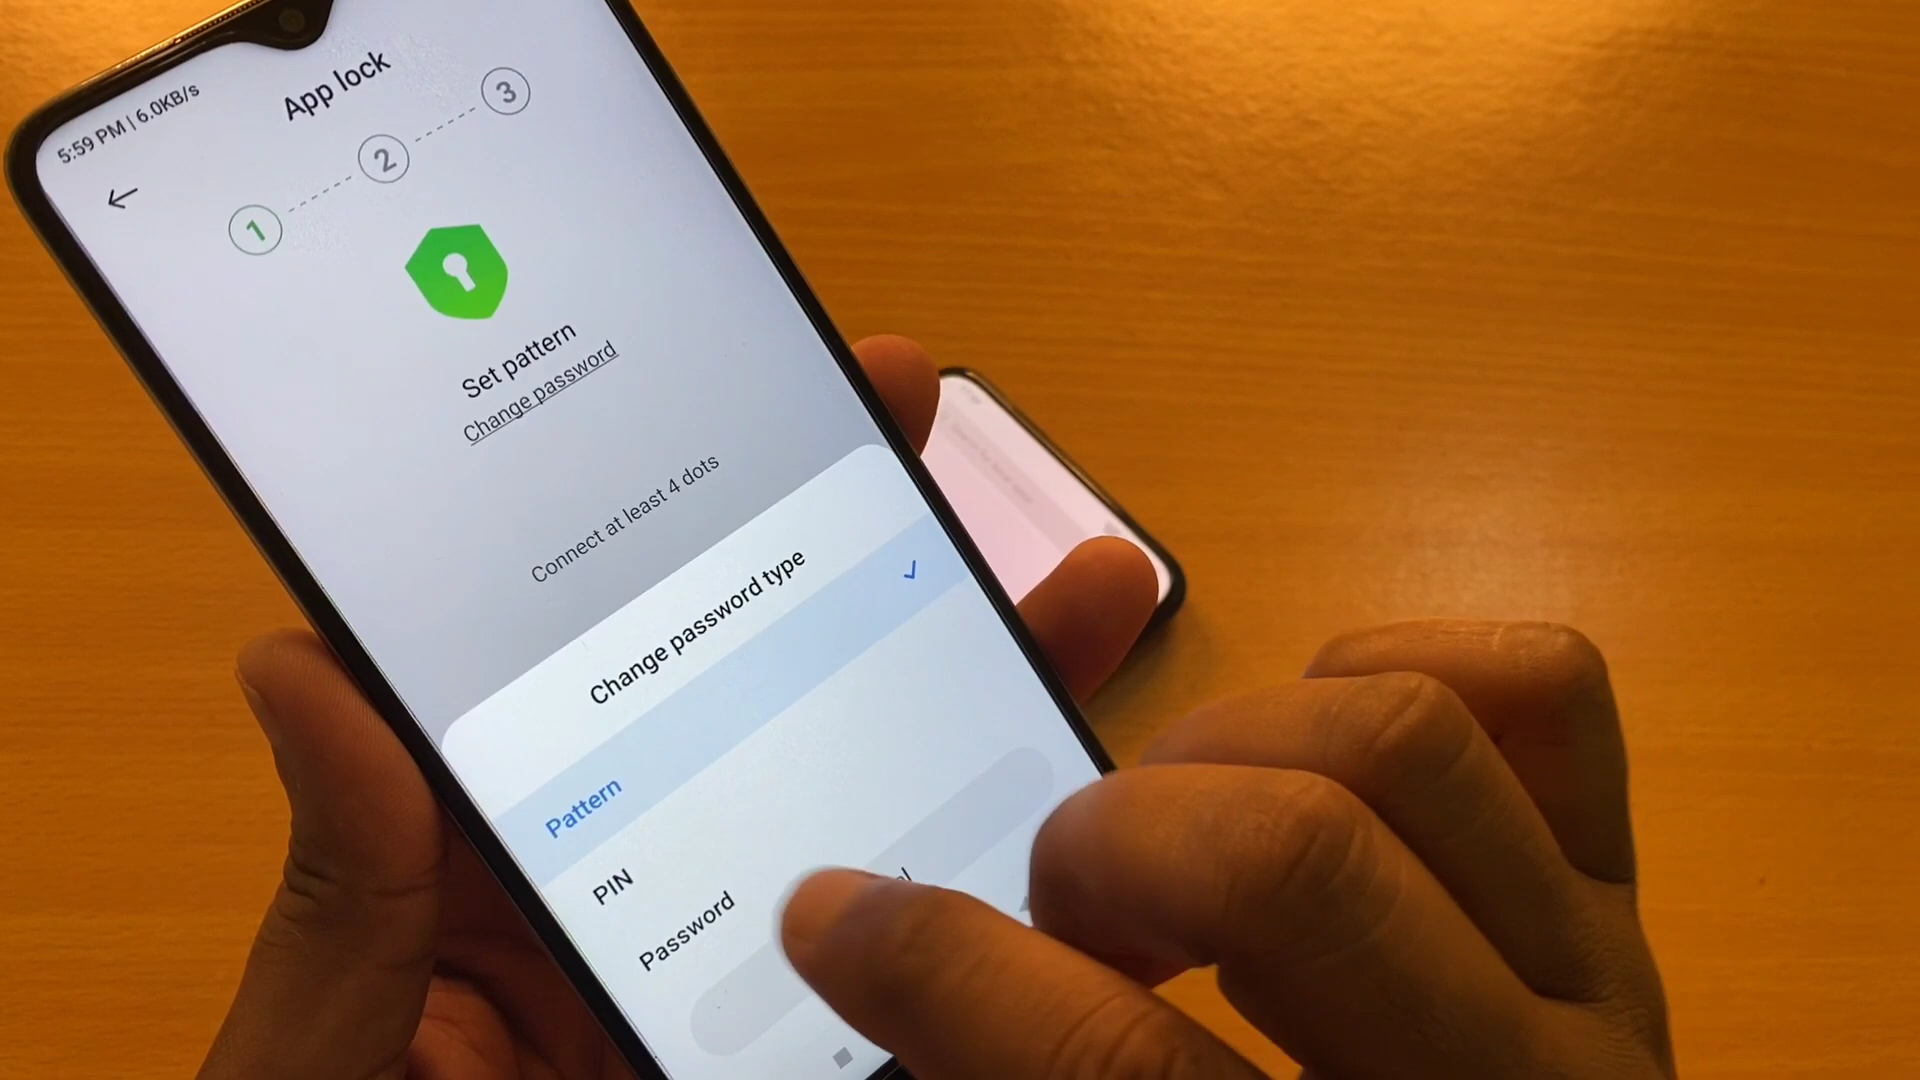 5:59 PM | 6.0KB/s
App lock
1
2
3
Set pattern
Change password
Connect at least 4 dots
Change password type
Pattern
PIN
Password